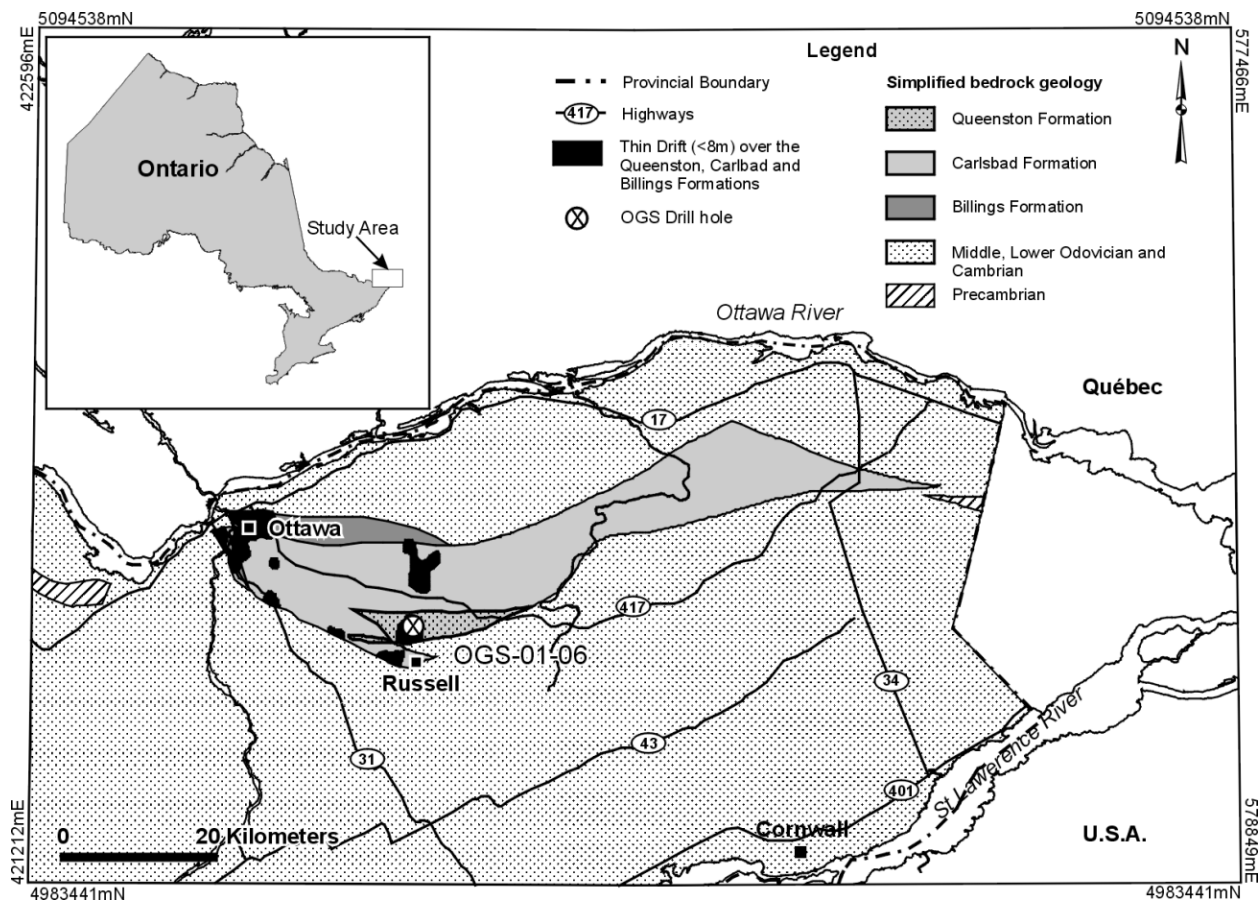 5094538mN
5094538mN
422596mE
577466mE
Legend
N
Provincial Boundary
417
Highways
Thin Drift (<8m) over the
Queenston, Carlbad and
Billings Formations
OGS Drill hole
Simplified bedrock geology
Queenston Formation
Carlsbad Formation
Billings Formation
Middle, Lower Odovician and
Cambrian
Precambrian
Ontario
Study Area
Ottawa River
Québec
17
Ottawa
417
OGS-01-06
Russell
34
31
43
401
St Lawerence River
Cornwall
U.S.A.
0
20 Kilometers
421212mE
578849mE
4983441mN
4983441mN